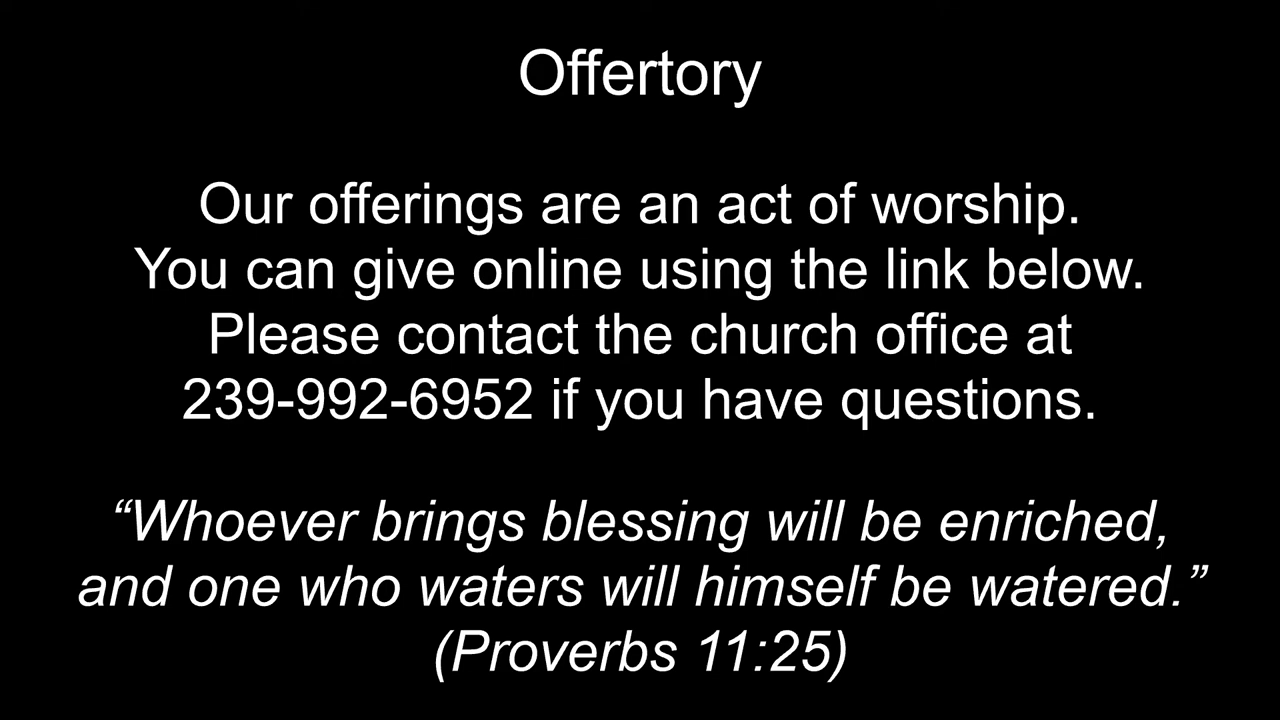 Offertory
Our offerings are an act of worship.
You can give online using the link below.
Please contact the church office at
239-992-6952 if you have questions.
“Whoever brings blessing will be enriched,
and one who waters will himself be watered.”
(Proverbs 11:25)